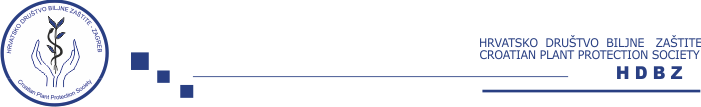 HRVATSKO DRUŠTVO BILJNE ZAŠTITE - ZAGREB
Croatian Plant Protection Society
HRVATSKO DRUŠTVO BILJNE ZAŠTITE
CROATIAN PLANT PROTECTION SOCIETY
HDBZ